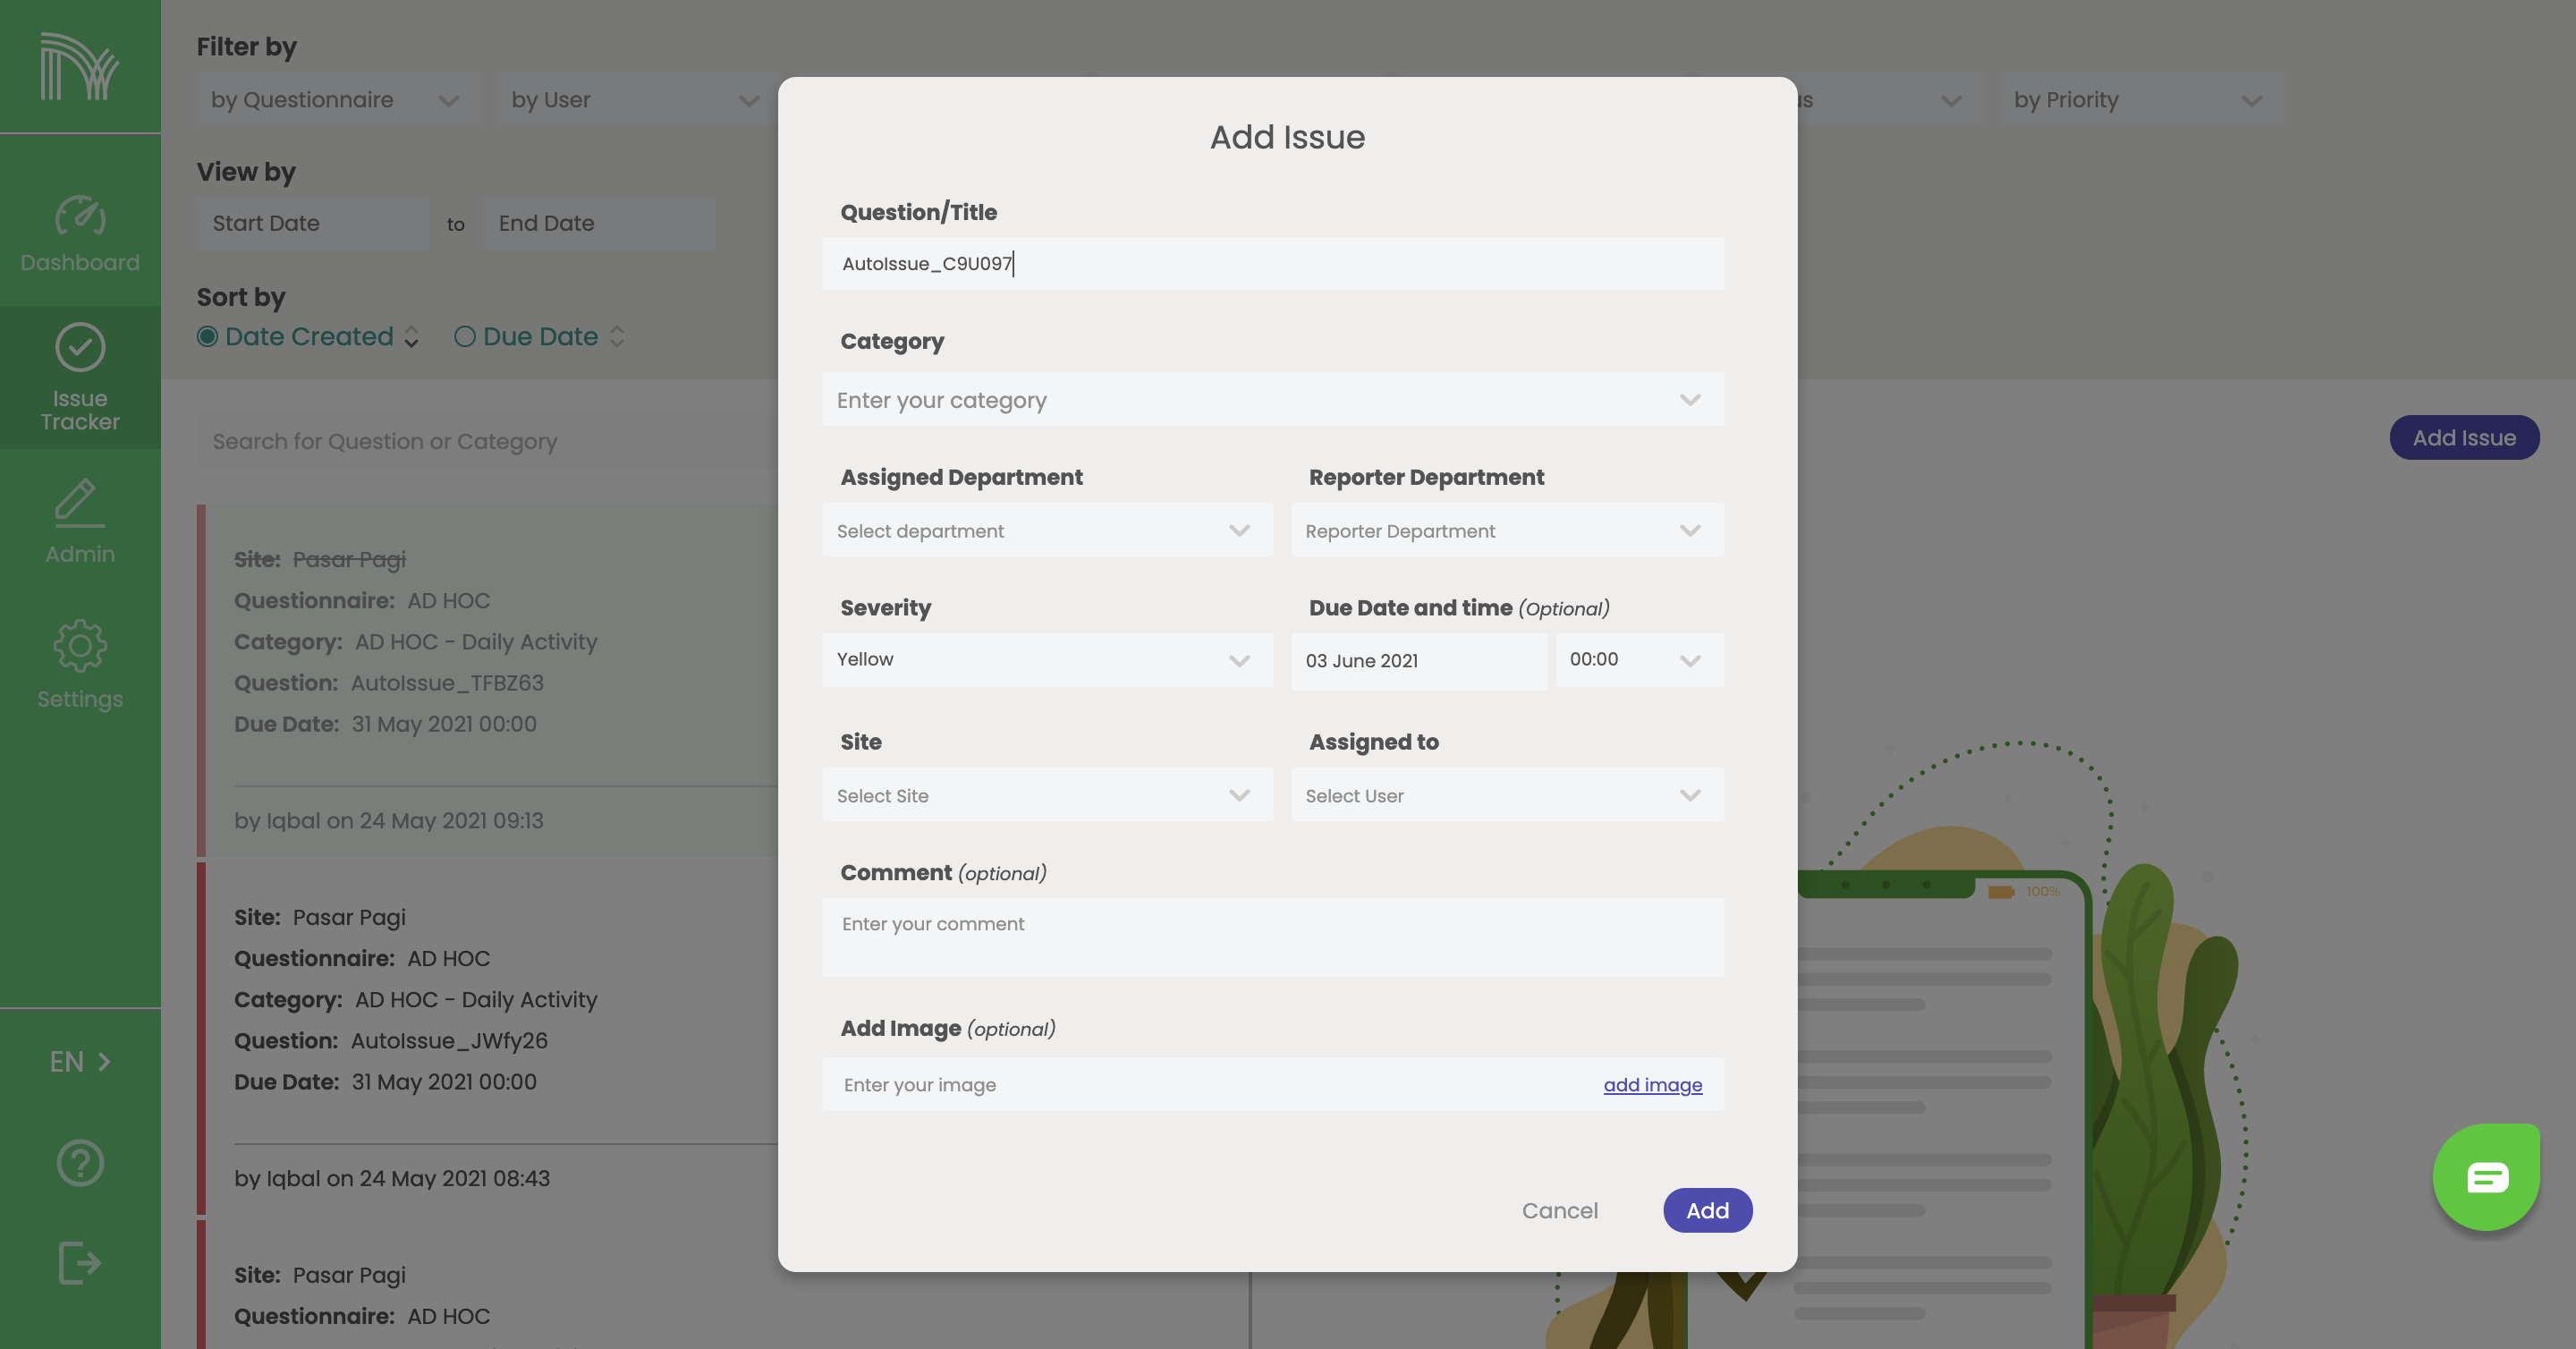 Filter by
by Questionnaire
by User
us
by Priority
View by
Start Date
to
End Date
Sort by
Date Created
Due Date
Search for Question or Category
Add Issue
Dashboard
Issue
Tracker
Admin
Settings
EN
Site: Pasar Pagi
Questionnaire: AD HOC
Category: AD HOC - Daily Activity
Question: AutoIssue_TFBZ63
Due Date: 31 May 2021 00:00
by Iqbal on 24 May 2021 09:13
Site: Pasar Pagi
Questionnaire: AD HOC
Category: AD HOC - Daily Activity
Question: AutoIssue_JWfy26
Due Date: 31 May 2021 00:00
by Iqbal on 24 May 2021 08:43
Site: Pasar Pagi
Questionnaire: AD HOC
Add Issue
Question/Title
AutoIssue_C9U097
Category
Enter your category
Assigned Department
Reporter Department
Select department
Reporter Department
Severity
Due Date and time (Optional)
Yellow
03 June 2021
00:00
Site
Assigned to
Select Site
Select User
Comment (optional)
Enter your comment
Add Image (optional)
Enter your image
add image
Cancel
Add
100%